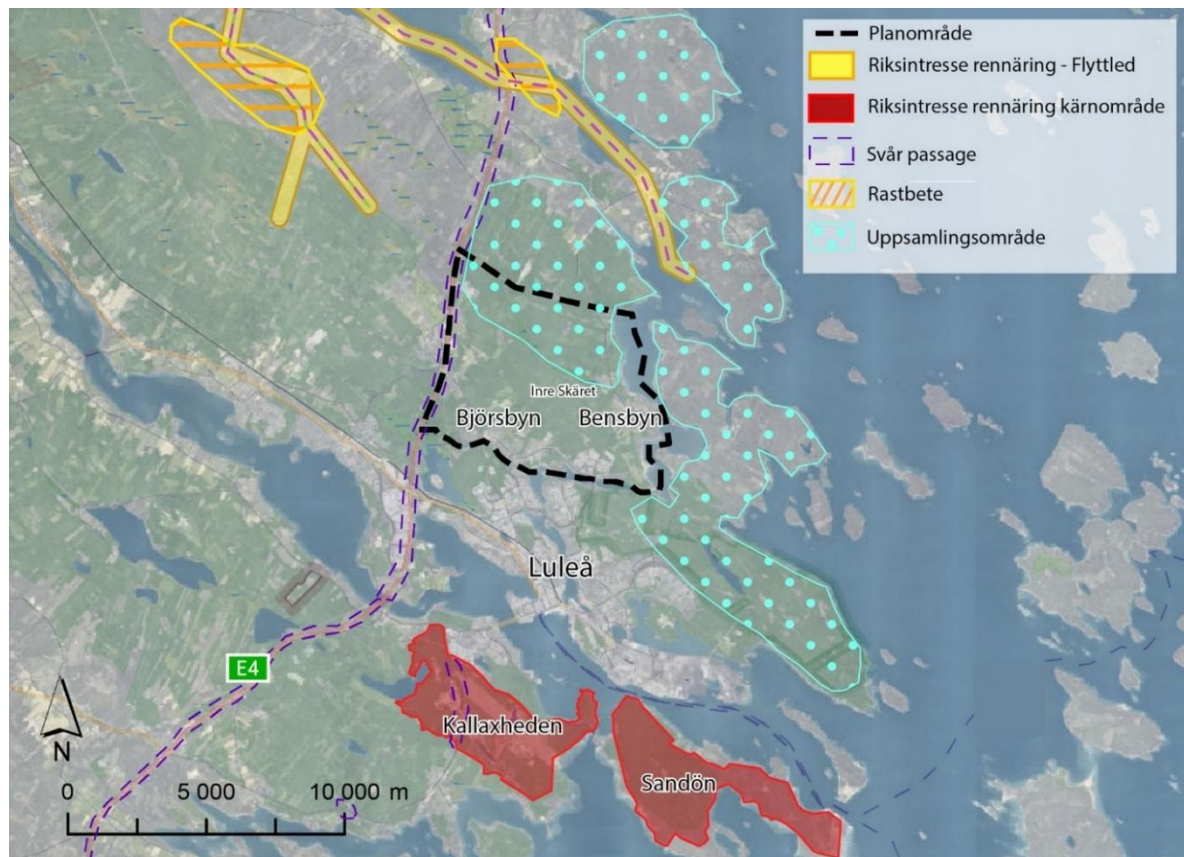 Planområde
Riksintresse rennäring - Flyttled
Riksintresse rennäring kärnområde
Svår passage
Rastbete
Uppsamlingsområde
Inre Skäret
Björsbyn
Bensbyn
Luleå
E4
Kallaxheden
Sandön
N
0 5 000 10 000 m